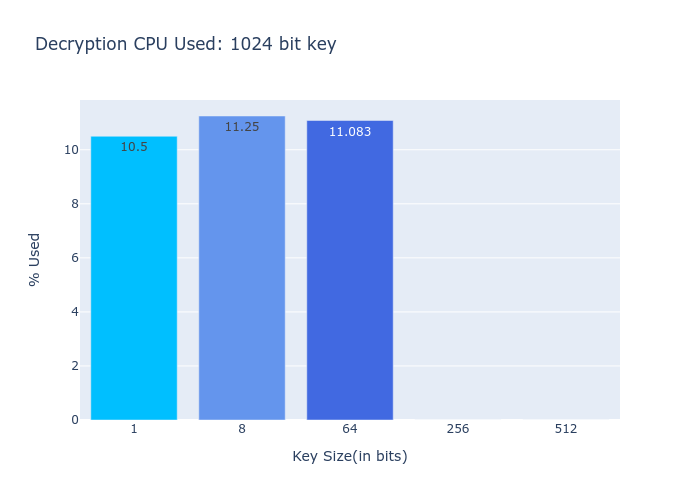 Decryption CPU Used: 1024 bit key
% Used
10
8
6
4
2
0
10.5
11.25
11.083
1 8 64 256 512
Key Size(in bits)